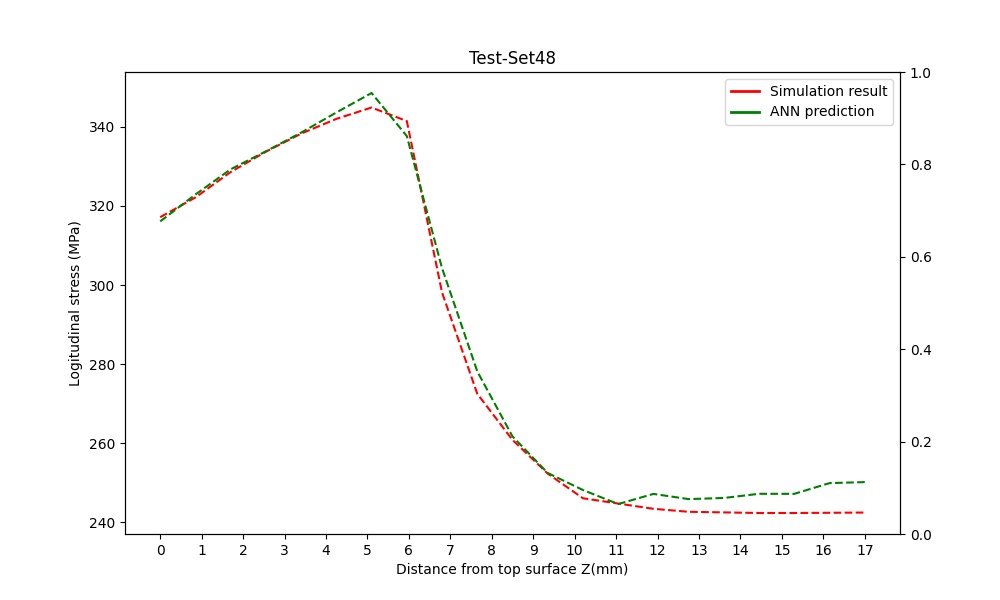 Test-Set48
Simulation result
ANN prediction
Logitudinal stress (MPa)
340
320
300
280
260
240
1.0
0.8
0.6
0.4
0.2
0.0
0 1 2 3 4 5 6 7 8 9 10 11 12 13 14 15 16 17
Distance from top surface Z(mm)